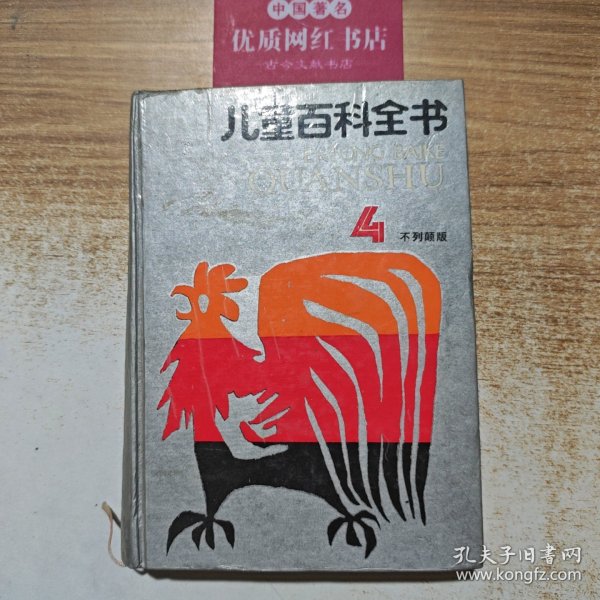 中国著名
优质网红书店
古今文献书店
儿童百科全书
ERTONG BAIKE
QUANSHU
4
不列颠版
孔夫子旧书网
www.kongfz.com